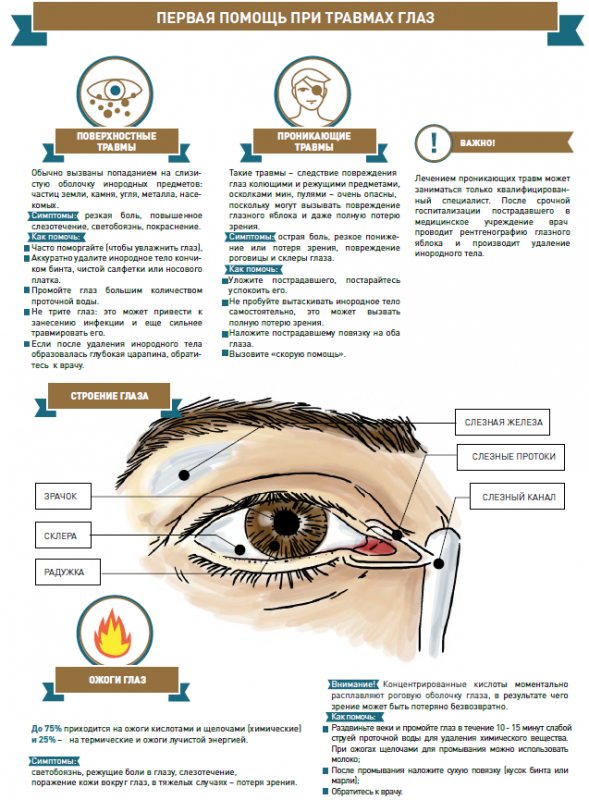 ПЕРВАЯ ПОМОЩЬ ПРИ ТРАВМАХ ГЛАЗ
ПОВЕРХНОСТНЫЕ
ТРАВМЫ
Обычно вызваны попаданием на слизи-
стую оболочку инородных предметов:
частиц земли, камня, угля, металла, насе-
комых.
Симптомы: резкая боль, повышенное
слезотечение, светобоязнь, покраснение.
Как помочь:
Часто поморгайте (чтобы увлажнить глаз),
Аккуратно удалите инородное тело кончи-
ком бинта, чистой салфетки или носового
платка.
Промойте глаз большим количеством
проточной воды.
Не трите глаз: это может привести к
занесению инфекции и еще сильнее
травмировать его.
Если после удаления инородного тела
образовалась глубокая царапина, обрати-
тесь к врачу.
ПРОНИКАЮЩИЕ
ТРАВМЫ
Такие травмы – следствие повреждения
глаз колющими и режущими предметами,
осколками мин, пулями – очень опасны,
поскольку могут вызывать повреждение
глазного яблока и даже полную потерю
зрения.
Симптомы: острая боль, резкое пониже-
ние или потеря зрения, повреждение
роговицы и склеры глаза.
Как помочь:
Уложите пострадавшего, постарайтесь
успокоить его.
Не пробуйте вытаскивать инородное тело
самостоятельно, это может вызвать
полную потерю зрения.
Наложите пострадавшему повязку на оба
глаза.
Вызовите «скорую помощь».
! ВАЖНО!
Лечением проникающих травм может
заниматься только квалифицирован-
ный специалист. После срочной
госпитализации пострадавшего в
медицинское учреждение врач
проводит рентгенографию глазного
яблока и производит удаление
инородного тела.
СТРОЕНИЕ ГЛАЗА
СЛЕЗНАЯ ЖЕЛЕЗА
СЛЕЗНЫЕ ПРОТОКИ
СЛЕЗНЫЙ КАНАЛ
ЗРАЧОК
СКЛЕРА
РАДУЖКА
ОЖОГИ ГЛАЗ
До 75% приходится на ожоги кислотами и щелочами (химические)
и 25% – на термические и ожоги лучистой энергией.
Симптомы:
светобоязнь, режущие боли в глазу, слезотечение,
поражение кожи вокруг глаз, в тяжелых случаях – потеря зрения.
Внимание! Концентрированные кислоты моментально
расплавляют роговую оболочку глаза, в результате чего
зрение может быть потеряно безвозвратно.
Как помочь:
Раздвиньте веки и промойте глаз в течение 10 - 15 минут слабой
струей проточной воды для удаления химического вещества.
При ожогах щелочами для промывания можно использовать
молоко;
После промывания наложите сухую повязку (кусок бинта или
марли);
Обратитесь к врачу.